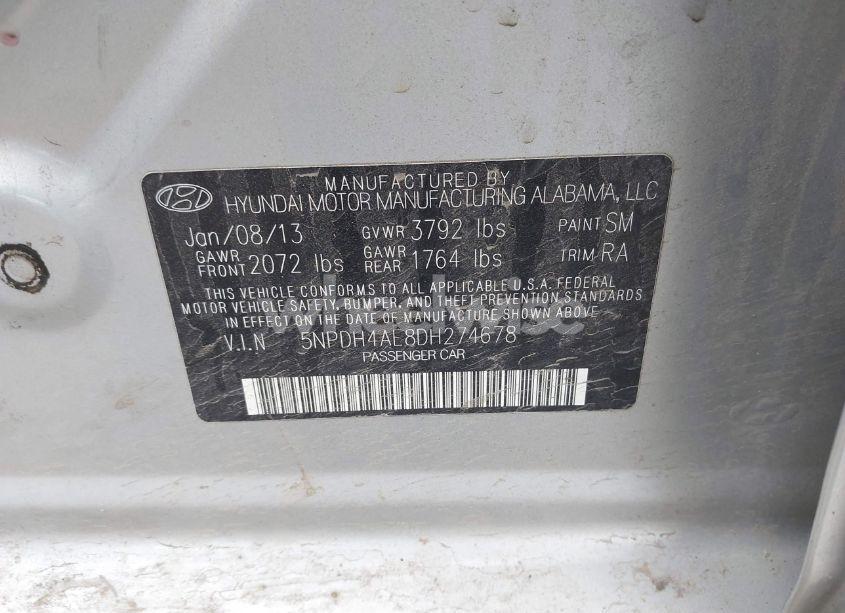 MANUFACTURED BY
HYUNDAI MOTOR MANUFACTURING ALABAMA, LLC
Jan/08/13 GVWR 3792 lbs PAINT SM
GAWR FRONT 2072 lbs GAWR REAR 1764 lbs TRIM RA
THIS VEHICLE CONFORMS TO ALL APPLICABLE U.S.A. FEDERAL
MOTOR VEHICLE SAFETY, BUMPER, AND THEFT PREVENTION STANDARDS
IN EFFECT ON THE DATE OF MANUFACTURE SHOWN ABOVE
V.I.N 5NPDH4AE8DH274678
PASSENGER CAR